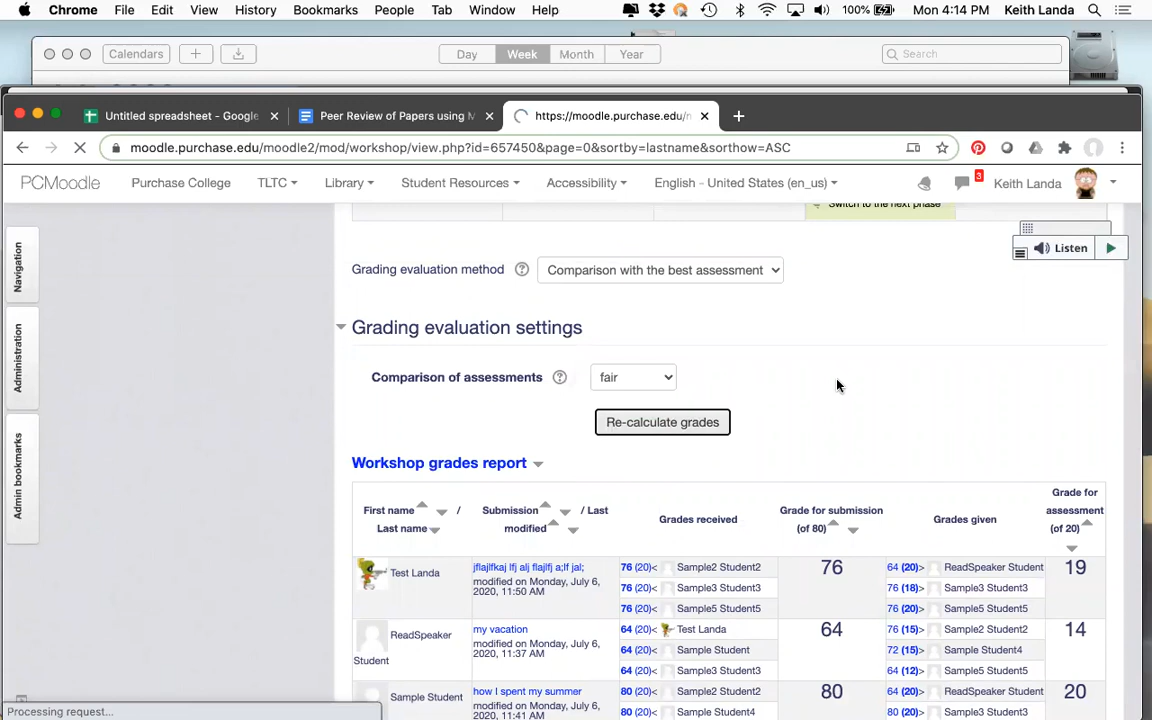 Chrome File Edit View History Bookmarks People Tab Window Help 100% Mon 4:14 PM Keith Landa
Calendars + Day Week Month Year Search
Untitled spreadsheet - Google Peer Review of Papers using M https://moodle.purchase.edu/n
moodle.purchase.edu/moodle2/mod/workshop/view.php?id=657450&page=0&sortby=lastname&sorthow=ASC
PCMoodle Purchase College TLTC Library Student Resources Accessibility English - United States (en_us) 3 Keith Landa
Switch to the next phase
Navigation
Administration
Admin bookmarks
Listen
Grading evaluation method ? Comparison with the best assessment
Grading evaluation settings
Comparison of assessments ? fair
Re-calculate grades
Workshop grades report
First name / Last name Submission / Last modified Grades received Grade for submission (of 80) Grades given Grade for assessment (of 20)
Test Landa jflajlfkaj lfj alj flajlfj a;lf jal; 76 (20)< Sample2 Student2 76 64 (20)> ReadSpeaker Student 19
modified on Monday, July 6, 2020, 11:50 AM 76 (20)< Sample3 Student3 76 (18)> Sample3 Student3
76 (20)< Sample5 Student5 76 (20)> Sample5 Student5
ReadSpeaker Student my vacation 64 (20)< Test Landa 64 76 (15)> Sample2 Student2 14
modified on Monday, July 6, 2020, 11:37 AM 64 (20)< Sample Student 72 (15)> Sample Student4
64 (20)< Sample3 Student3 64 (12)> Sample5 Student5
Sample Student how I spent my summer 80 (20)< Sample2 Student2 80 64 (20)> ReadSpeaker Student 20
modified on Monday, July 6, 80 (20)< Sample Student4 80 (20)> Sample3 Student3
Processing request...